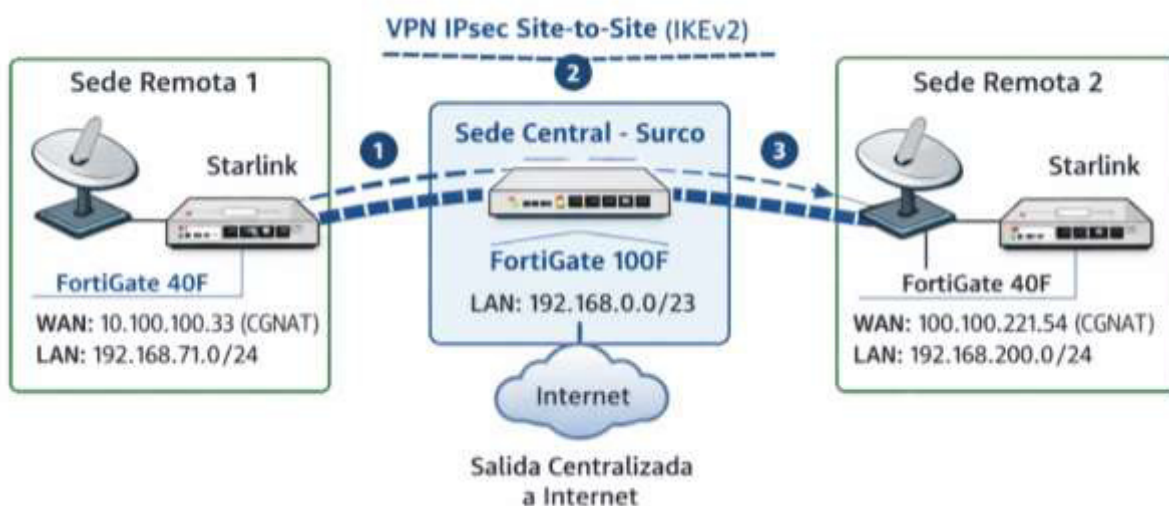 VPN IPsec Site-to-Site (IKEv2)
2
Sede Remota 1
Starlink
FortiGate 40F
WAN: 10.100.100.33 (CGNAT)
LAN: 192.168.71.0/24
1
Sede Central - Surco
FortiGate 100F
LAN: 192.168.0.0/23
Internet
Salida Centralizada
a Internet
3
Sede Remota 2
Starlink
FortiGate 40F
WAN: 100.100.221.54 (CGNAT)
LAN: 192.168.200.0/24